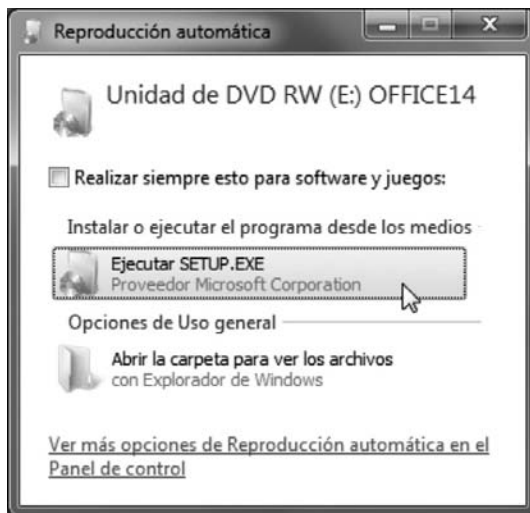 Reproducción automática
Unidad de DVD RW (E:) OFFICE14
Realizar siempre esto para software y juegos:
Instalar o ejecutar el programa desde los medios
Ejecutar SETUP.EXE
Proveedor Microsoft Corporation
Opciones de Uso general
Abrir la carpeta para ver los archivos
con Explorador de Windows
Ver más opciones de Reproducción automática en el
Panel de control